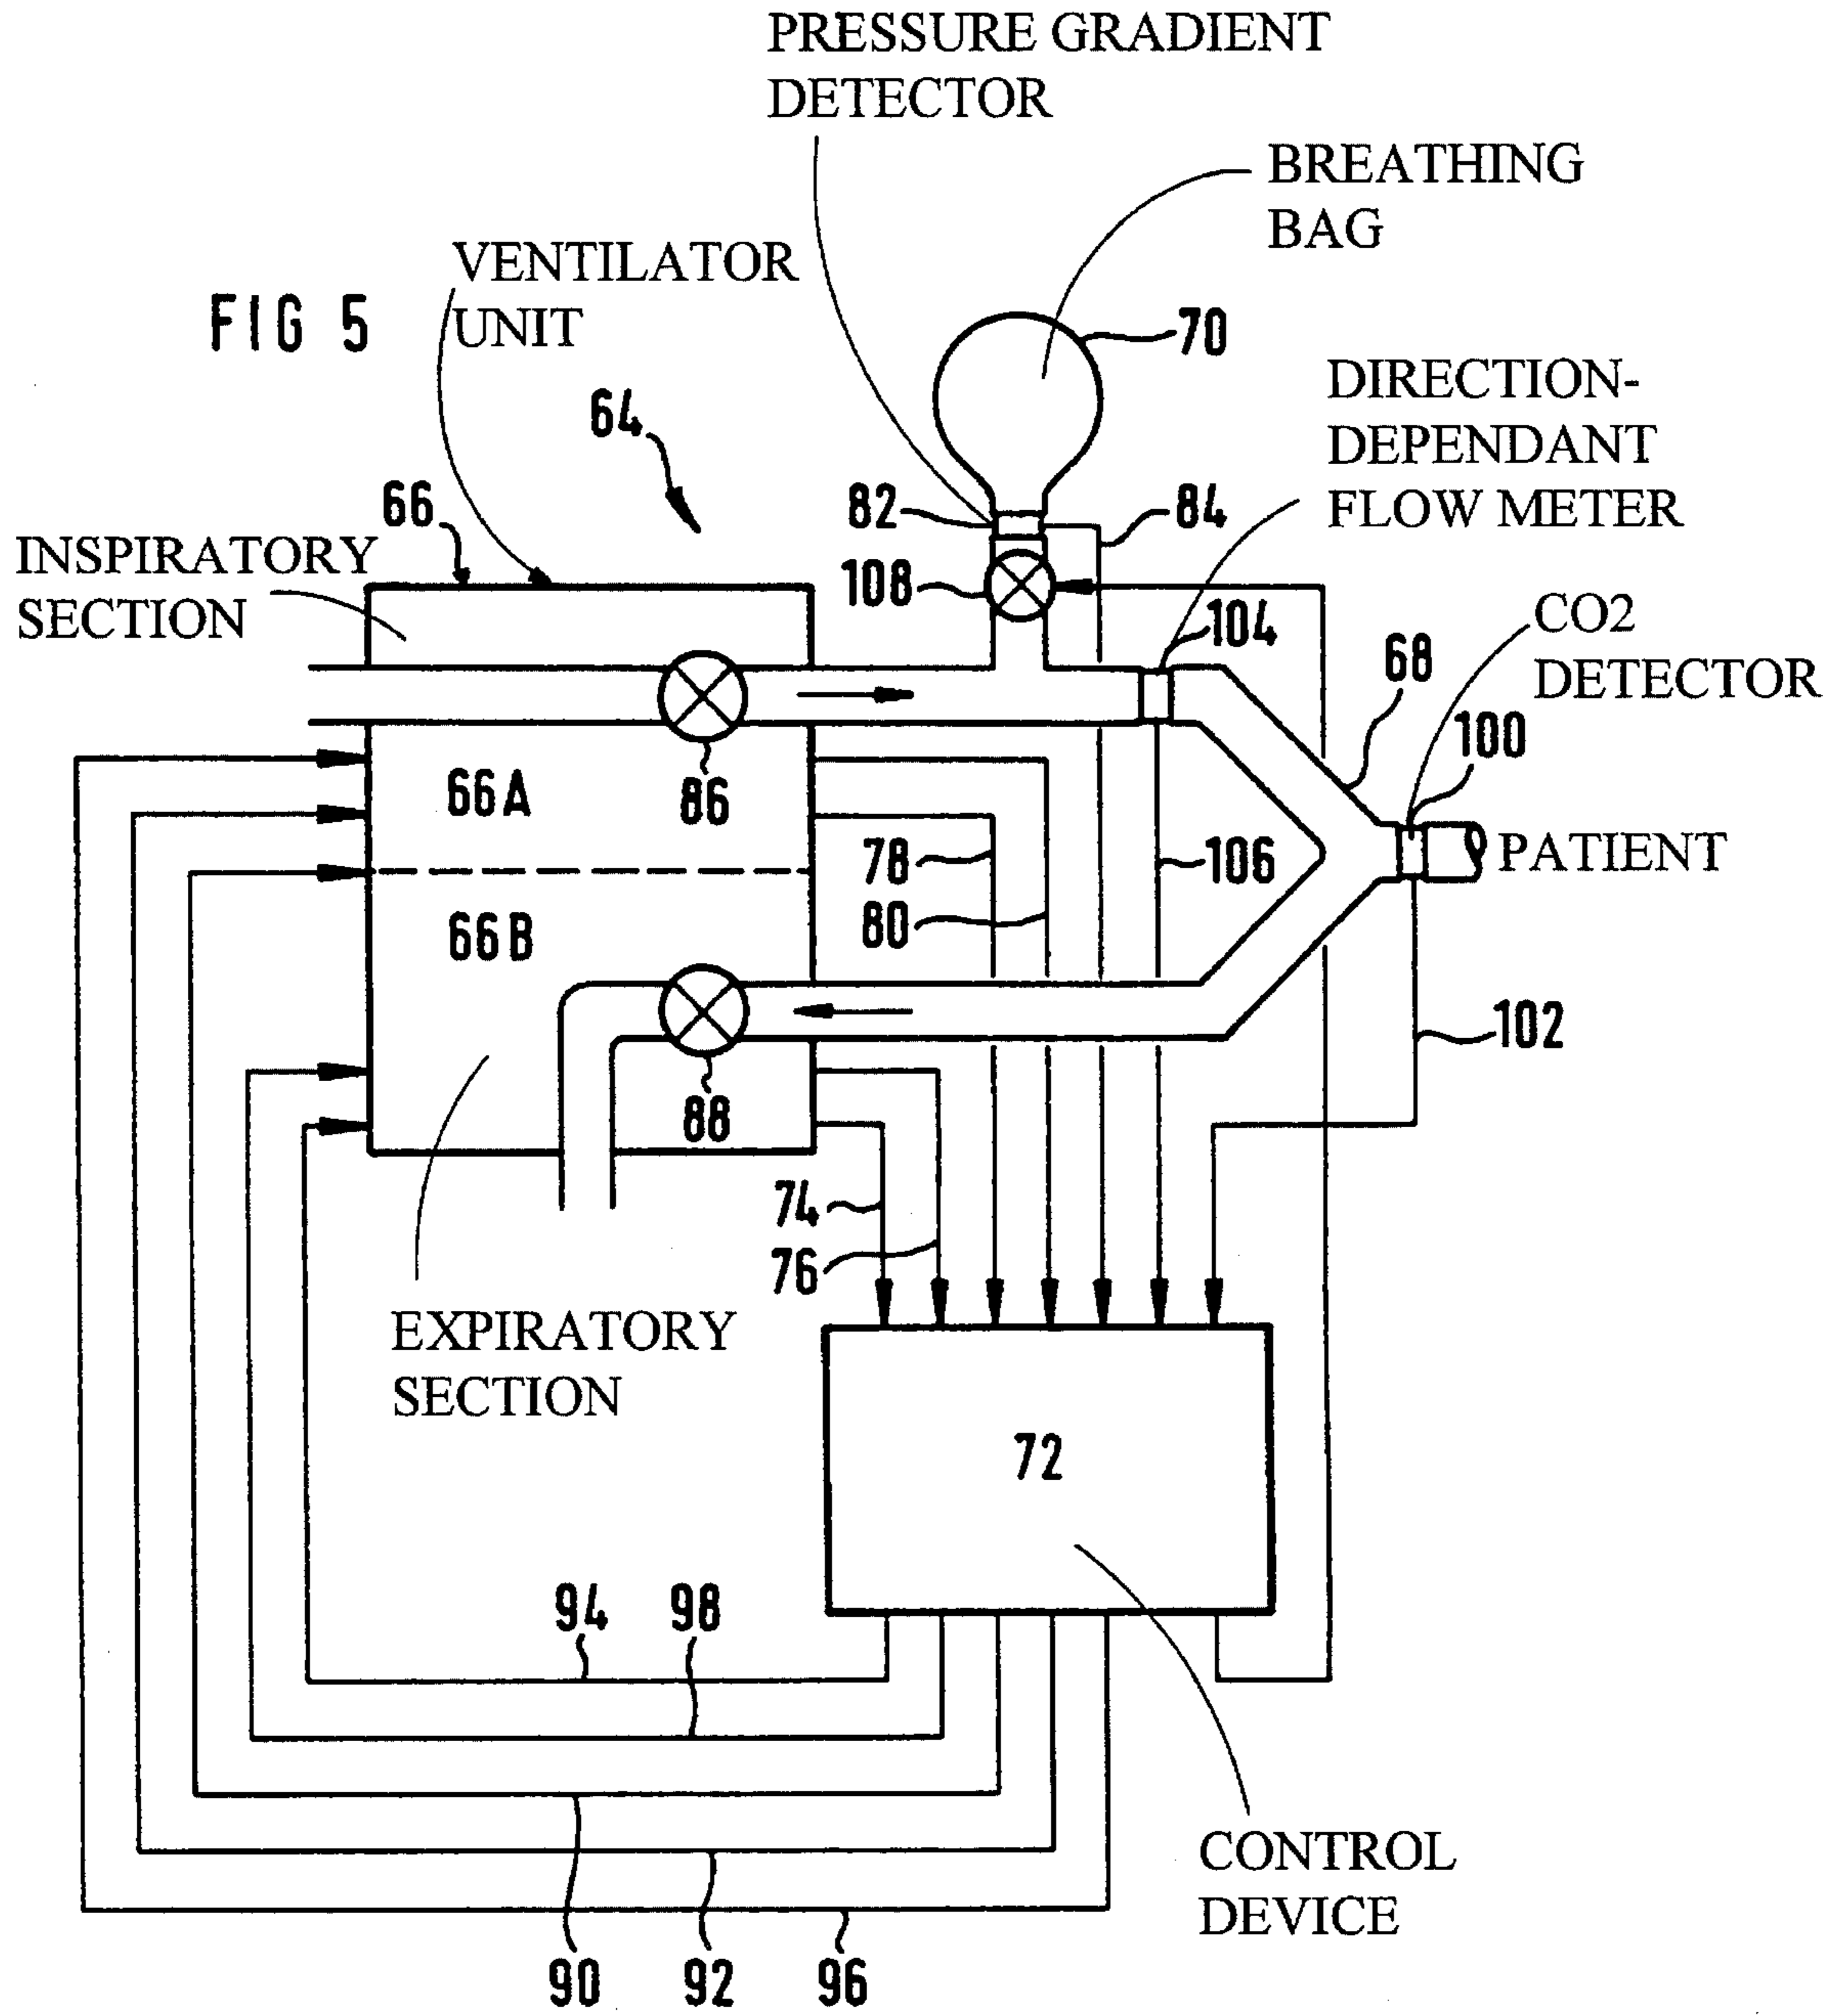 PRESSURE GRADIENT
DETECTOR
BREATHING
BAG
VENTILATOR
UNIT
FIG 5
70
64
DIRECTION-
DEPENDANT
FLOW METER
66
82
84
INSPIRATORY
SECTION
108
104
CO2
DETECTOR
68
100
66A
86
78
106
PATIENT
80
66B
102
88
74
76
EXPIRATORY
SECTION
72
94
98
CONTROL
DEVICE
90
92
96